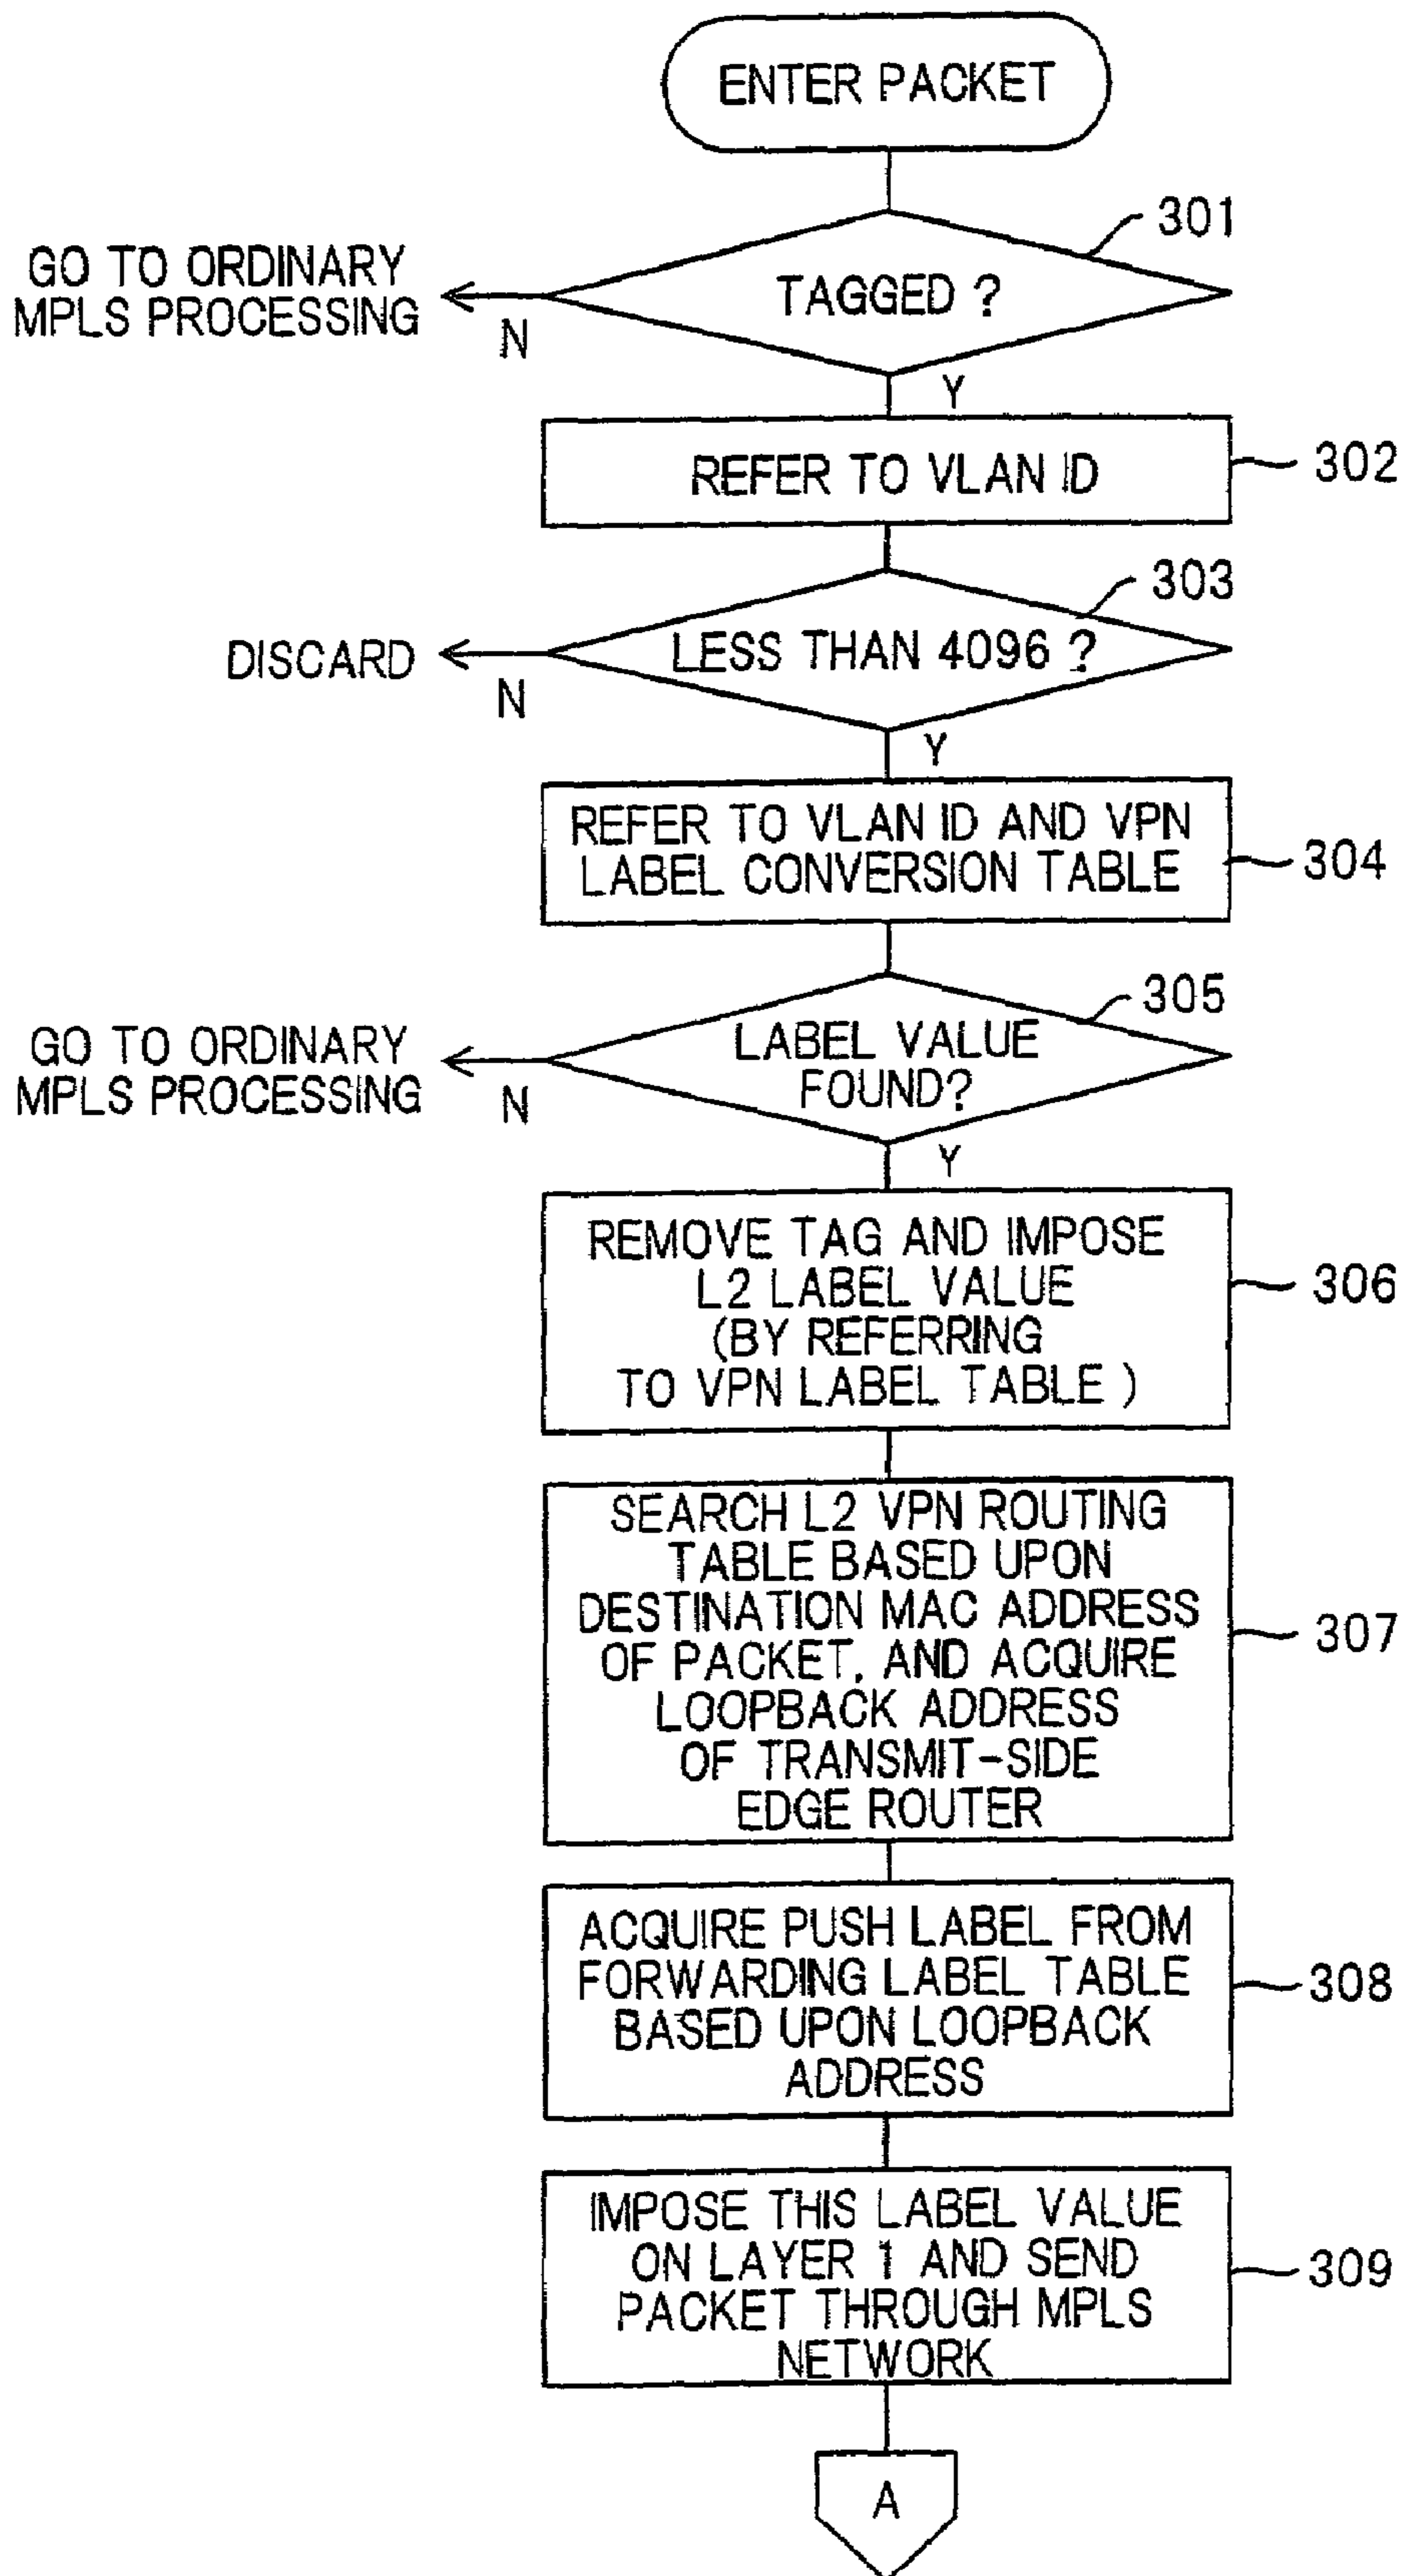 ENTER PACKET
301
TAGGED ?
GO TO ORDINARY
MPLS PROCESSING
N
Y
REFER TO VLAN ID
302
303
LESS THAN 4096 ?
DISCARD
N
Y
REFER TO VLAN ID AND VPN
LABEL CONVERSION TABLE
304
305
LABEL VALUE
FOUND?
GO TO ORDINARY
MPLS PROCESSING
N
Y
REMOVE TAG AND IMPOSE
L2 LABEL VALUE
(BY REFERRING
TO VPN LABEL TABLE )
306
SEARCH L2 VPN ROUTING
TABLE BASED UPON
DESTINATION MAC ADDRESS
OF PACKET, AND ACQUIRE
LOOPBACK ADDRESS
OF TRANSMIT-SIDE
EDGE ROUTER
307
ACQUIRE PUSH LABEL FROM
FORWARDING LABEL TABLE
BASED UPON LOOPBACK
ADDRESS
308
IMPOSE THIS LABEL VALUE
ON LAYER 1 AND SEND
PACKET THROUGH MPLS
NETWORK
309
A